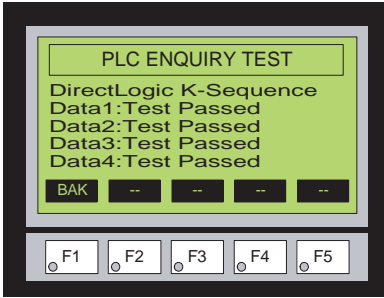 PLC ENQUIRY TEST
DirectLogic K-Sequence
Data1:Test Passed
Data2:Test Passed
Data3:Test Passed
Data4:Test Passed
BAK -- -- -- --
F1 F2 F3 F4 F5